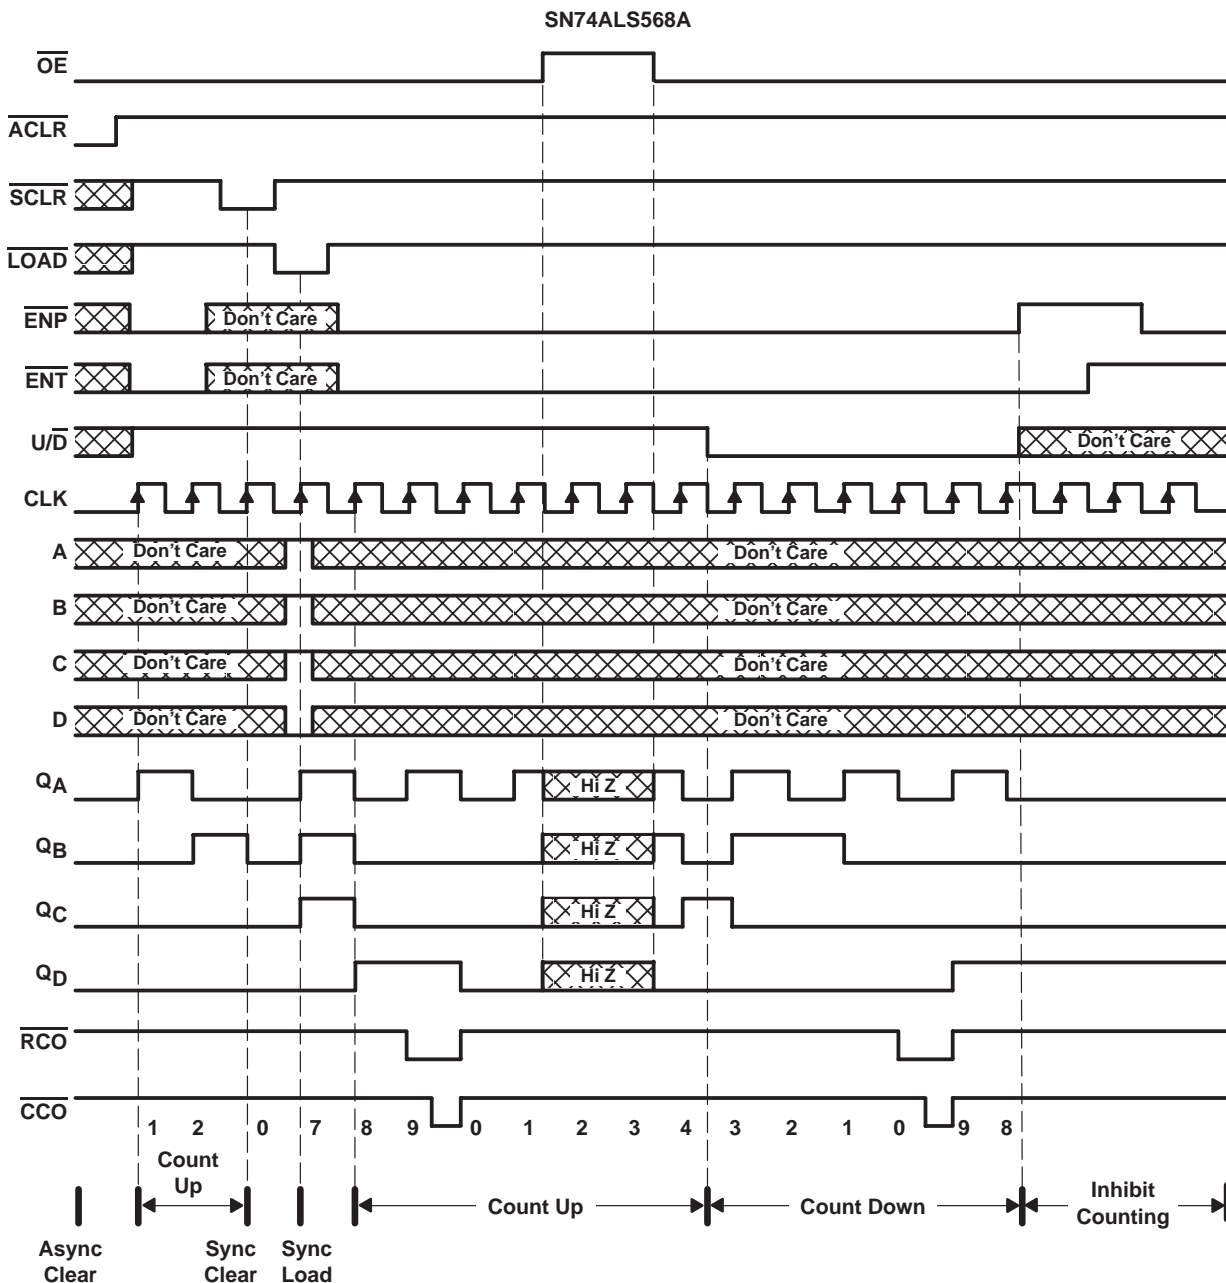 SN74ALS568A
OE
ACLR
SCLR
LOAD
ENP Don't Care
ENT Don't Care
U/D Don't Care
CLK
A Don't Care Don't Care
B Don't Care Don't Care
C Don't Care Don't Care
D Don't Care Don't Care
QA Hi Z
QB Hi Z
QC Hi Z
QD Hi Z
RCO
CCO
1 2 0 7 8 9 0 1 2 3 4 3 2 1 0 9 8
Count
Up
Count Up
Count Down
Inhibit
Counting
Async
Clear
Sync
Clear
Sync
Load